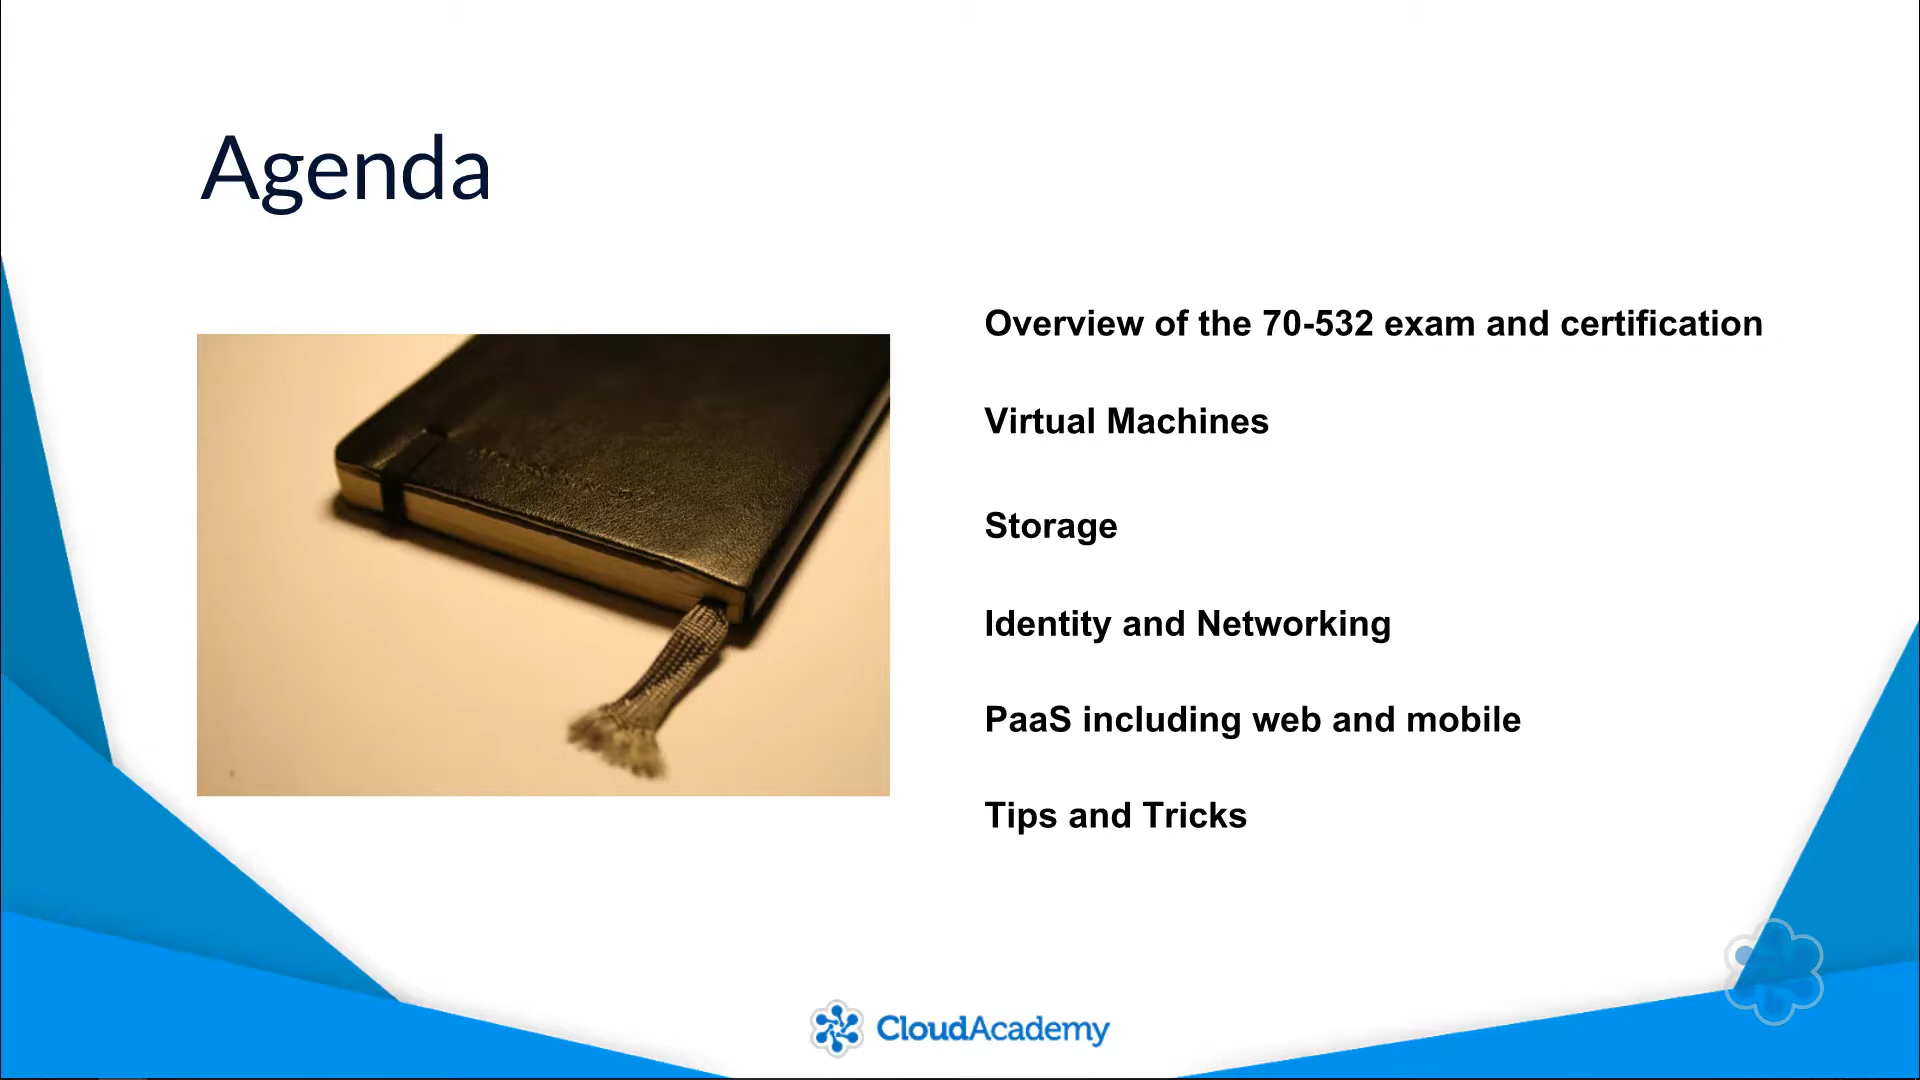 Agenda
Overview of the 70-532 exam and certification
Virtual Machines
Storage
Identity and Networking
PaaS including web and mobile
Tips and Tricks
CloudAcademy